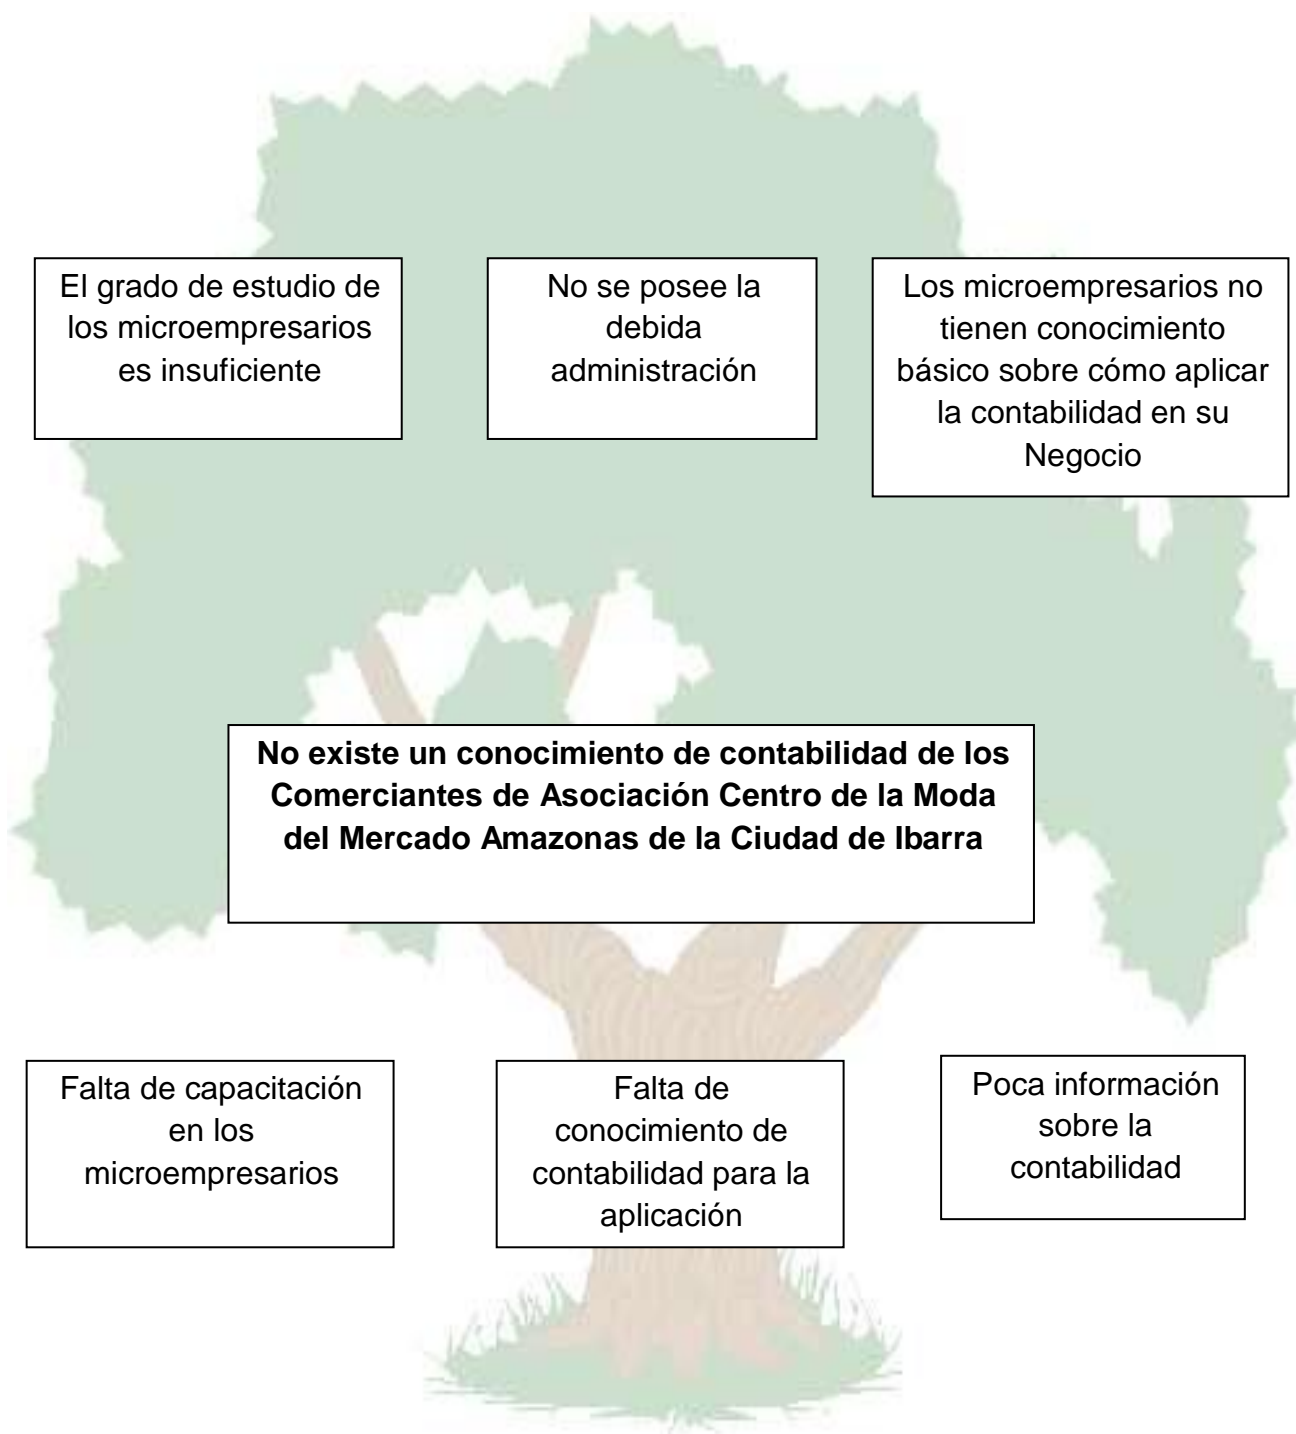 El grado de estudio de
los microempresarios
es insuficiente
No se posee la
debida
administración
Los microempresarios no
tienen conocimiento
básico sobre cómo aplicar
la contabilidad en su
Negocio
No existe un conocimiento de contabilidad de los
Comerciantes de Asociación Centro de la Moda
del Mercado Amazonas de la Ciudad de Ibarra
Falta de capacitación
en los
microempresarios
Falta de
conocimiento de
contabilidad para la
aplicación
Poca información
sobre la
contabilidad